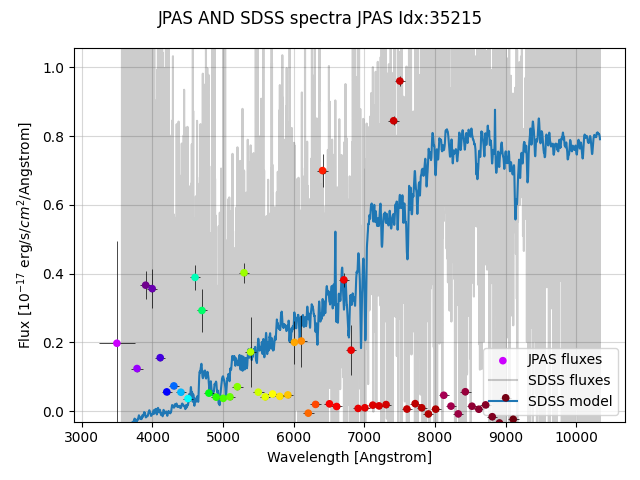 JPAS AND SDSS spectra JPAS Idx:35215
1.0
0.8
0.6
0.4
0.2
0.0
Flux [10⁻¹⁷ erg/s/cm²/Angstrom]
JPAS fluxes
SDSS fluxes
SDSS model
3000 4000 5000 6000 7000 8000 9000 10000
Wavelength [Angstrom]